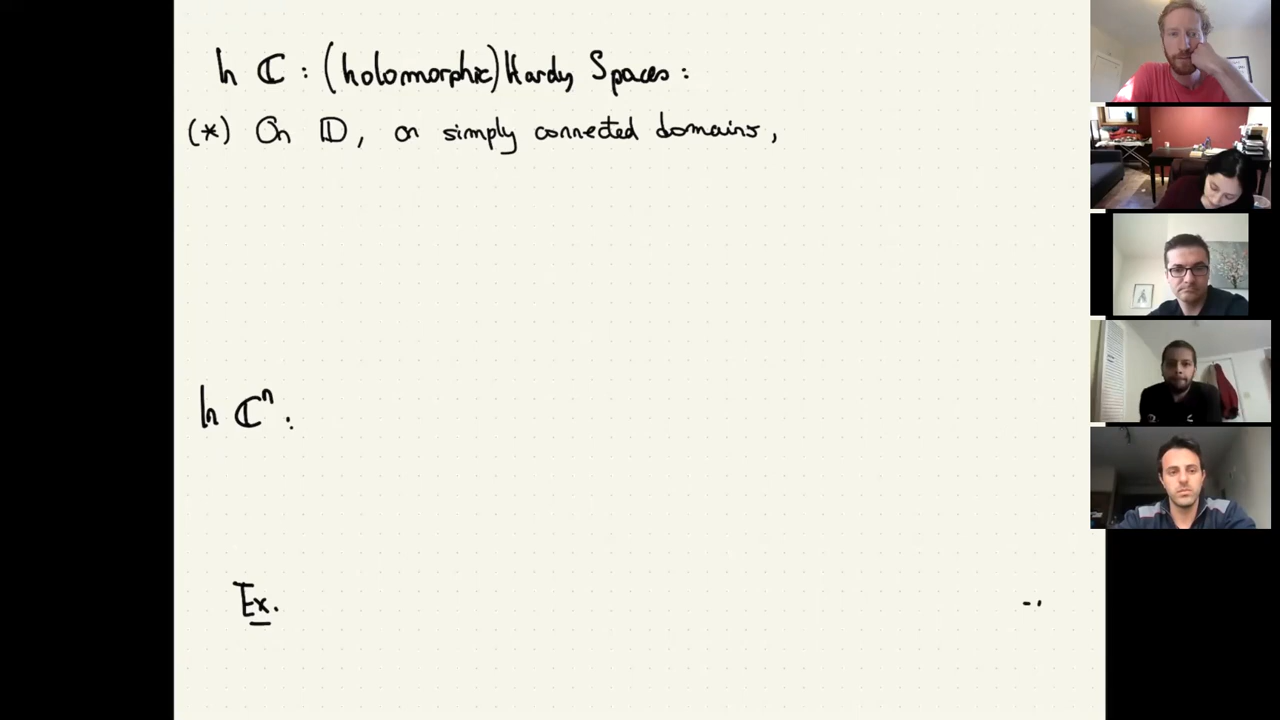 In ℂ : (holomorphic) Hardy Spaces :
(*) On 𝔻, on simply connected domains,
In ℂⁿ :
Ex.